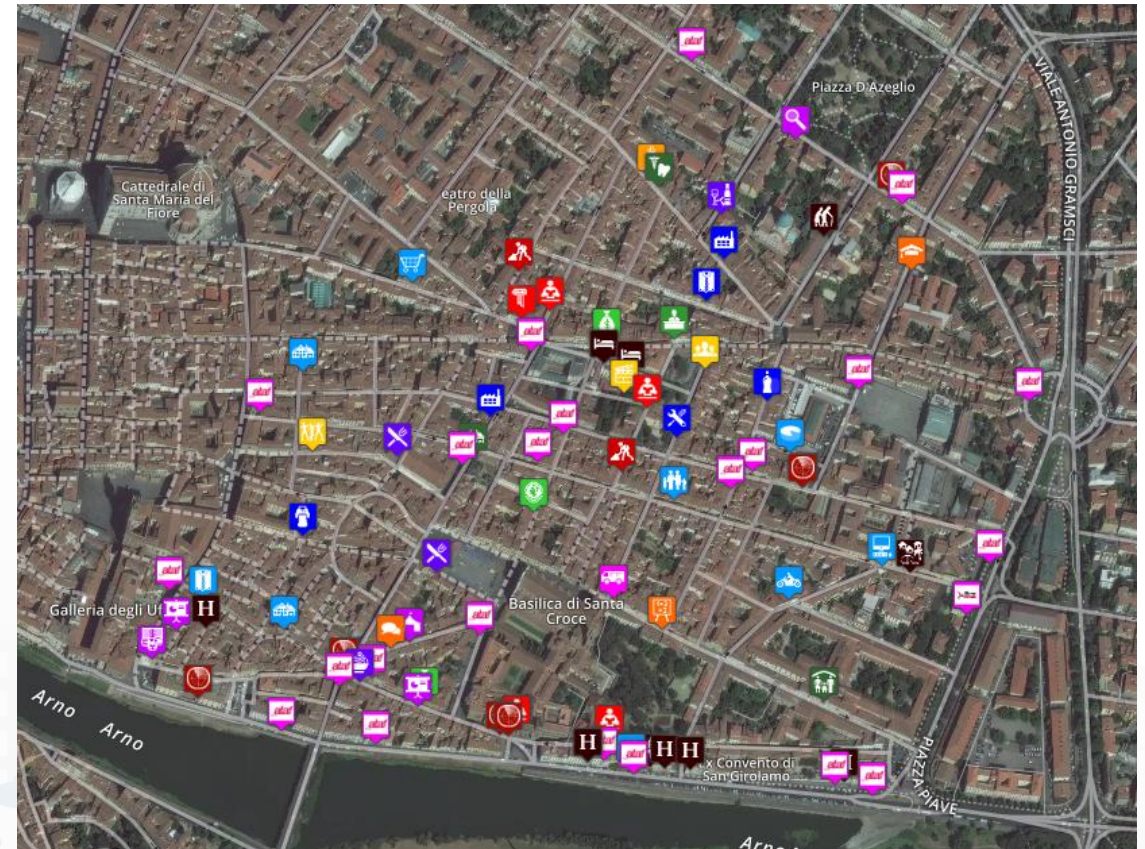 Piazza D'Azeglio
VIALE ANTONIO GRAMSCI
Cattedrale di
Santa Maria del
Fiore
eatro della
Pergola
Galleria degli Uf
Basilica di Santa
Croce
H
Arno
Arno
H
H
H
x Convento di
San Girolamo
PIAZZA PIAVE
Arno